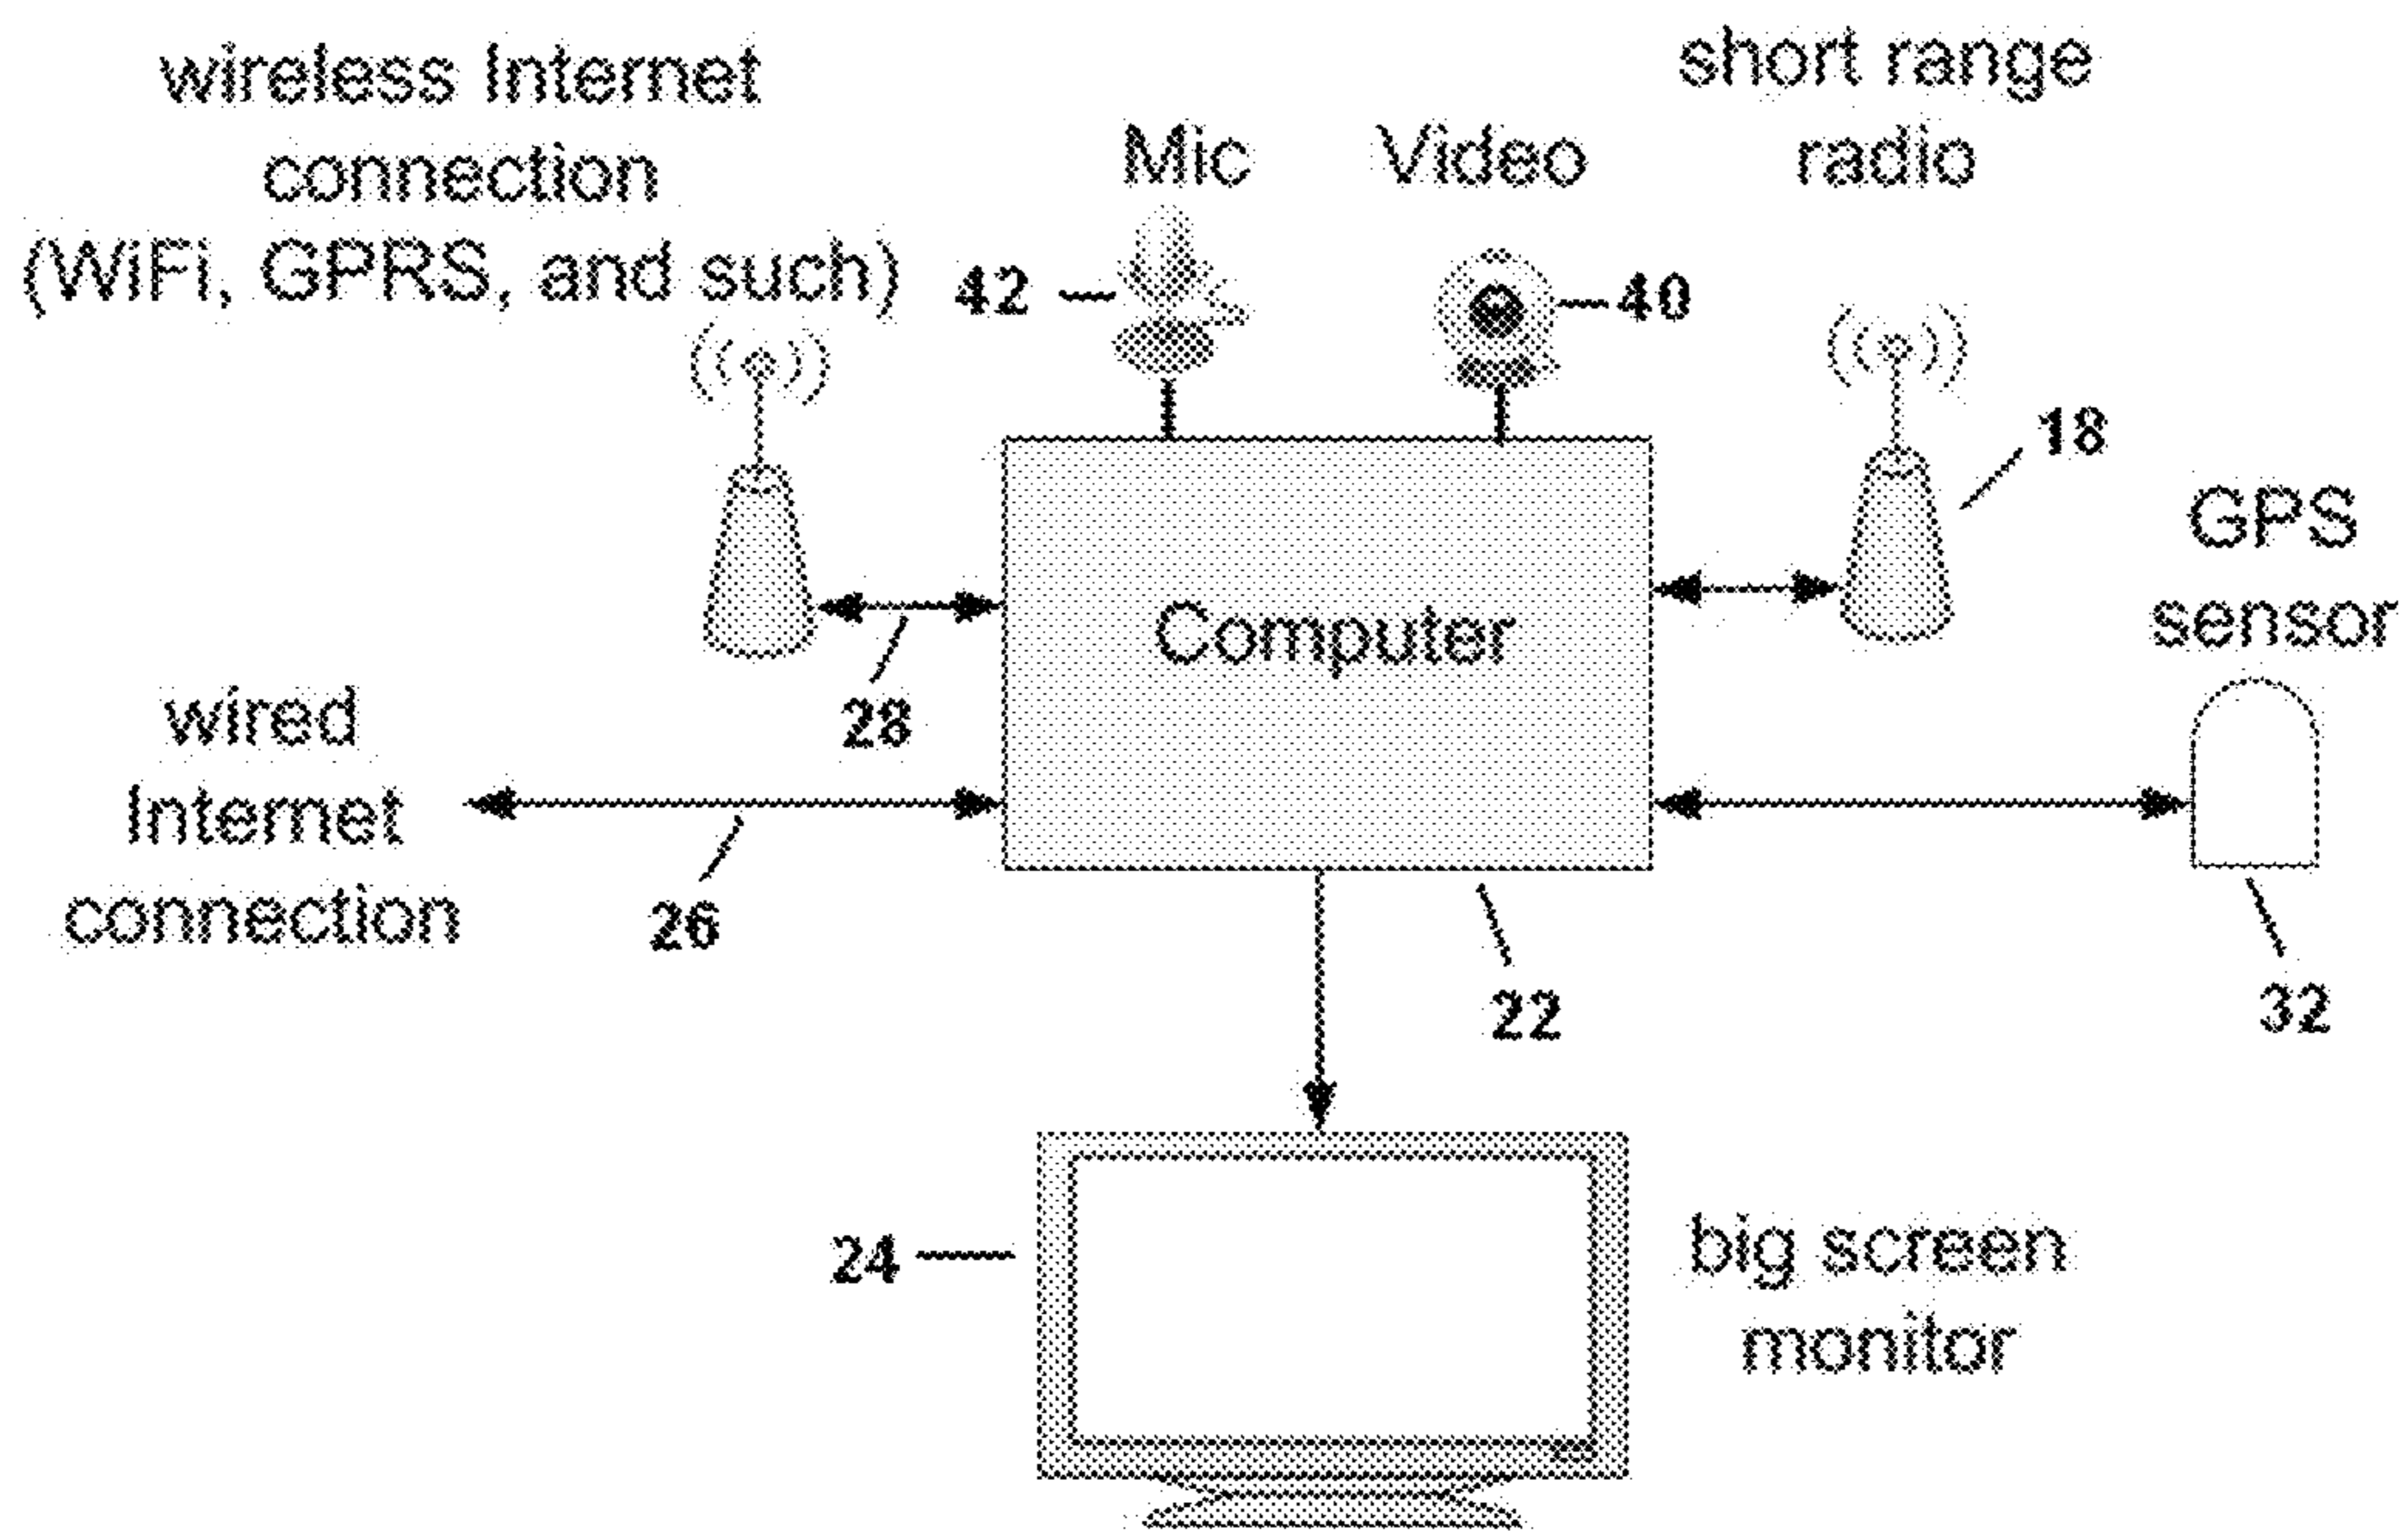 wireless Internet
connection
(WiFi, GPRS, and such)
Mic
Video
short range
radio
42
40
18
GPS
sensor
Computer
28
wired
Internet
connection
26
22
32
24
big screen
monitor